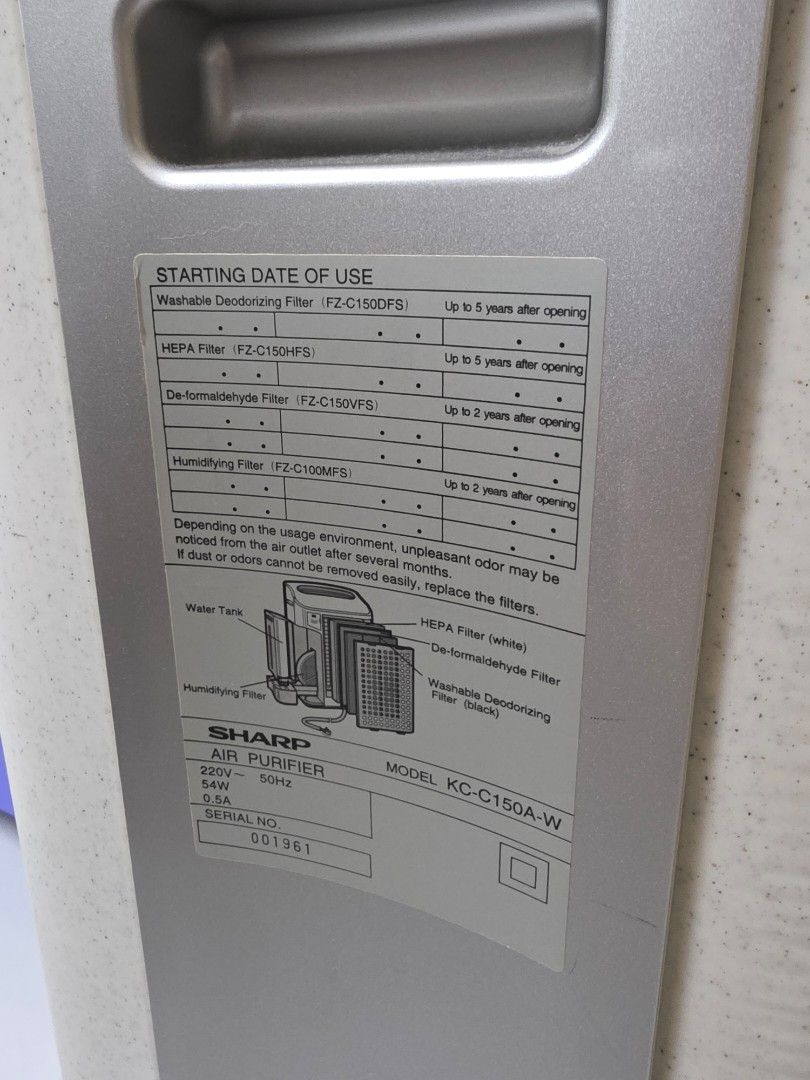 STARTING DATE OF USE
Washable Deodorizing Filter (FZ-C150DFS) Up to 5 years after opening
HEPA Filter (FZ-C150HFS) Up to 5 years after opening
De-formaldehyde Filter (FZ-C150VFS) Up to 2 years after opening
Humidifying Filter (FZ-C100MFS) Up to 2 years after opening
Depending on the usage environment, unpleasant odor may be
noticed from the air outlet after several months.
If dust or odors cannot be removed easily, replace the filters.
Water Tank
HEPA Filter (white)
De-formaldehyde Filter
Humidifying Filter
Washable Deodorizing
Filter (black)
SHARP
AIR PURIFIER MODEL KC-C150A-W
220V～ 50Hz
54W
0.5A
SERIAL NO.
001961